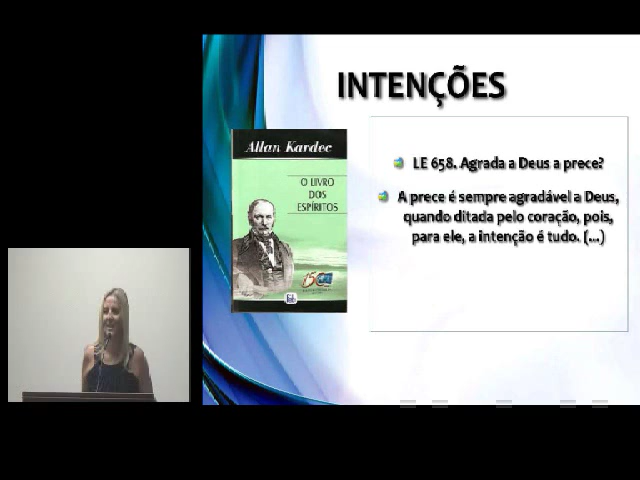 INTENÇÕES
Allan Kardec
O LIVRO
DOS
ESPÍRITOS
LE 658. Agrada a Deus a prece?
A prece é sempre agradável a Deus,
quando ditada pelo coração, pois,
para ele, a intenção é tudo. (...)